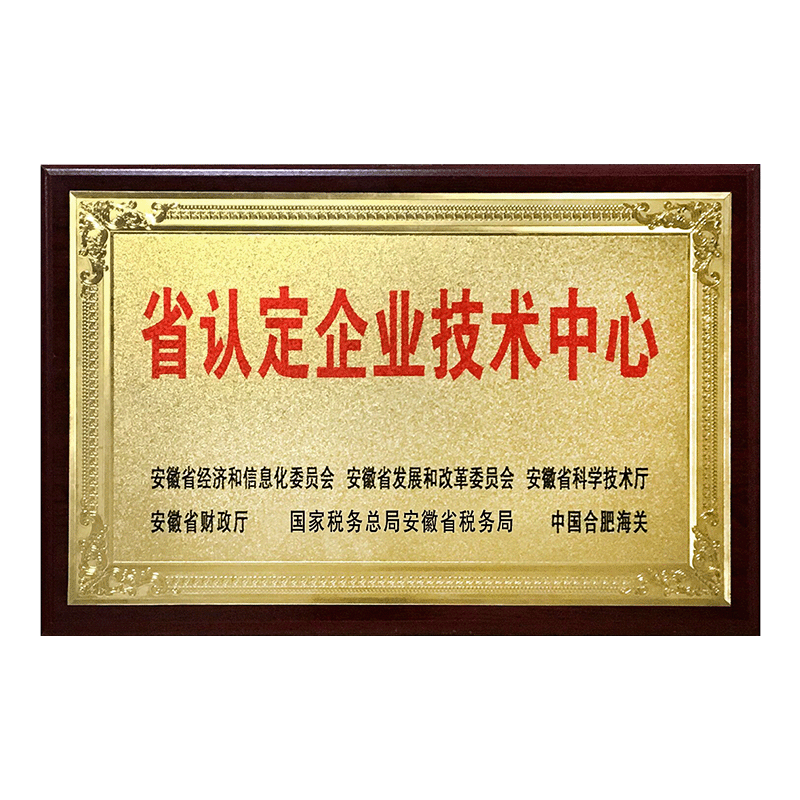 省认定企业技术中心
安徽省经济和信息化委员会 安徽省发展和改革委员会 安徽省科学技术厅
安徽省财政厅 国家税务总局安徽省税务局 中国合肥海关